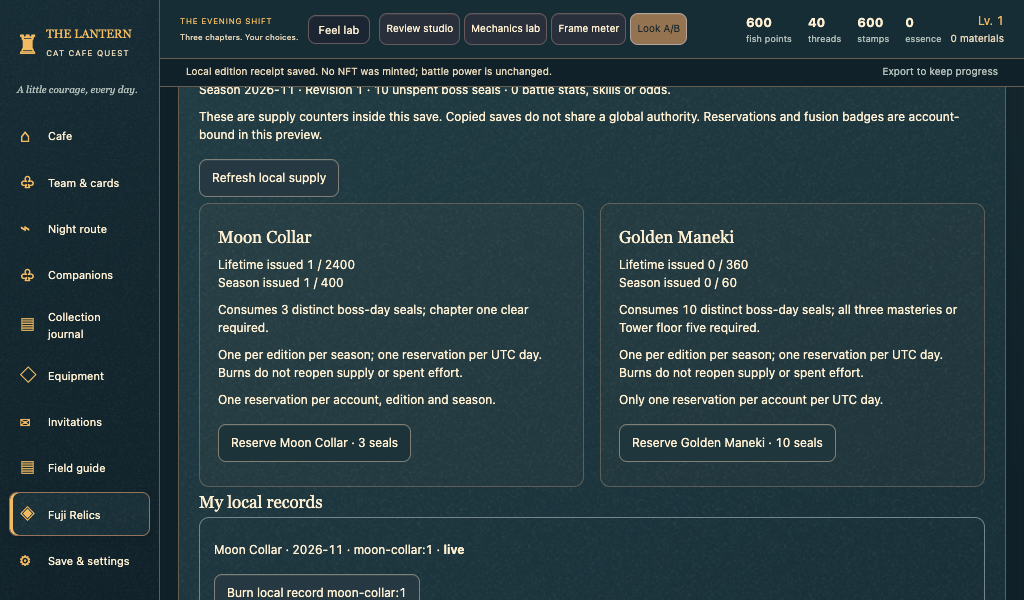 THE LANTERN
CAT CAFE QUEST
A little courage, every day.
Cafe
Team & cards
Night route
Companions
Collection
journal
Equipment
Invitations
Field guide
Fuji Relics
Save & settings
THE EVENING SHIFT
Three chapters. Your choices.
Feel lab
Review studio
Mechanics lab
Frame meter
Look A/B
600
fish points
40
threads
600
stamps
0
essence
Lv. 1
0 materials
Local edition receipt saved. No NFT was minted; battle power is unchanged.
Export to keep progress
Season 2026-11 · Revision 1 · 10 unspent boss seals · 0 battle stats, skills or odds.
These are supply counters inside this save. Copied saves do not share a global authority. Reservations and fusion badges are account-
bound in this preview.
Refresh local supply
Moon Collar
Lifetime issued 1 / 2400
Season issued 1 / 400
Consumes 3 distinct boss-day seals; chapter one clear
required.
One per edition per season; one reservation per UTC day.
Burns do not reopen supply or spent effort.
One reservation per account, edition and season.
Reserve Moon Collar · 3 seals
Golden Maneki
Lifetime issued 0 / 360
Season issued 0 / 60
Consumes 10 distinct boss-day seals; all three masteries or
Tower floor five required.
One per edition per season; one reservation per UTC day.
Burns do not reopen supply or spent effort.
Only one reservation per account per UTC day.
Reserve Golden Maneki · 10 seals
My local records
Moon Collar · 2026-11 · moon-collar:1 · live
Burn local record moon-collar:1